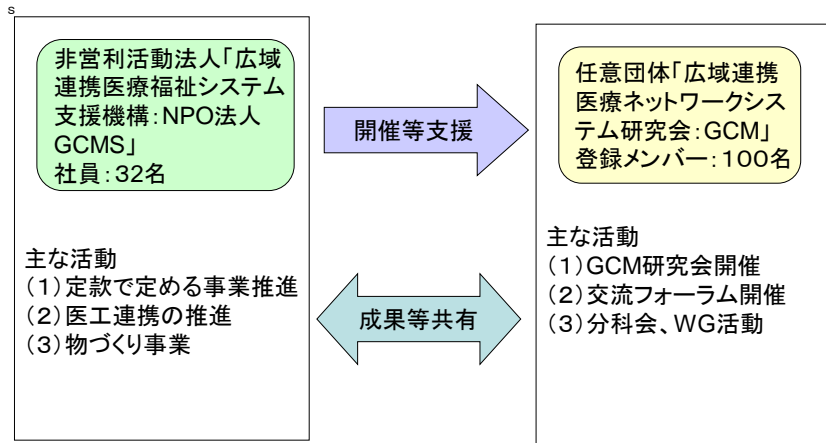 s
非営利活動法人「広域
連携医療福祉システム
支援機構：NPO法人
GCMS」
社員：32名
主な活動
（１）定款で定める事業推進
（２）医工連携の推進
（３）物づくり事業
開催等支援
成果等共有
任意団体「広域連携
医療ネットワークシス
テム研究会：GCM」
登録メンバー：１００名
主な活動
（１）GCM研究会開催
（２）交流フォーラム開催
（３）分科会、WG活動